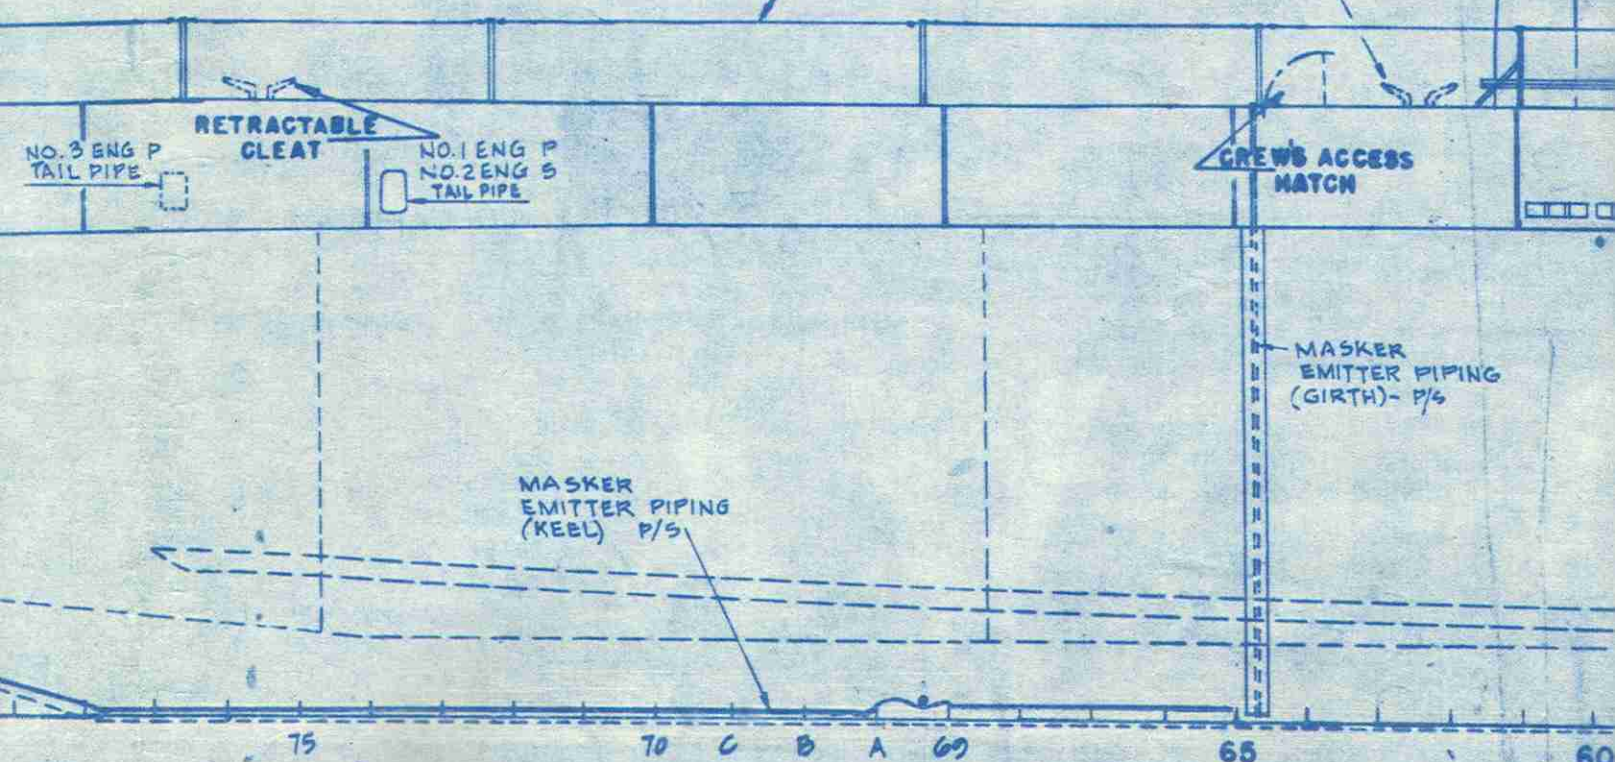 RETRACTABLE
CLEAT
NO. 3 ENG P
TAIL PIPE
NO. 1 ENG P
NO. 2 ENG S
TAIL PIPE
CREWS ACCESS
HATCH
MASKER
EMITTER PIPING
(GIRTH)- P/S
MASKER
EMITTER PIPING
(KEEL) P/S
75 70 C B A 69 65 60